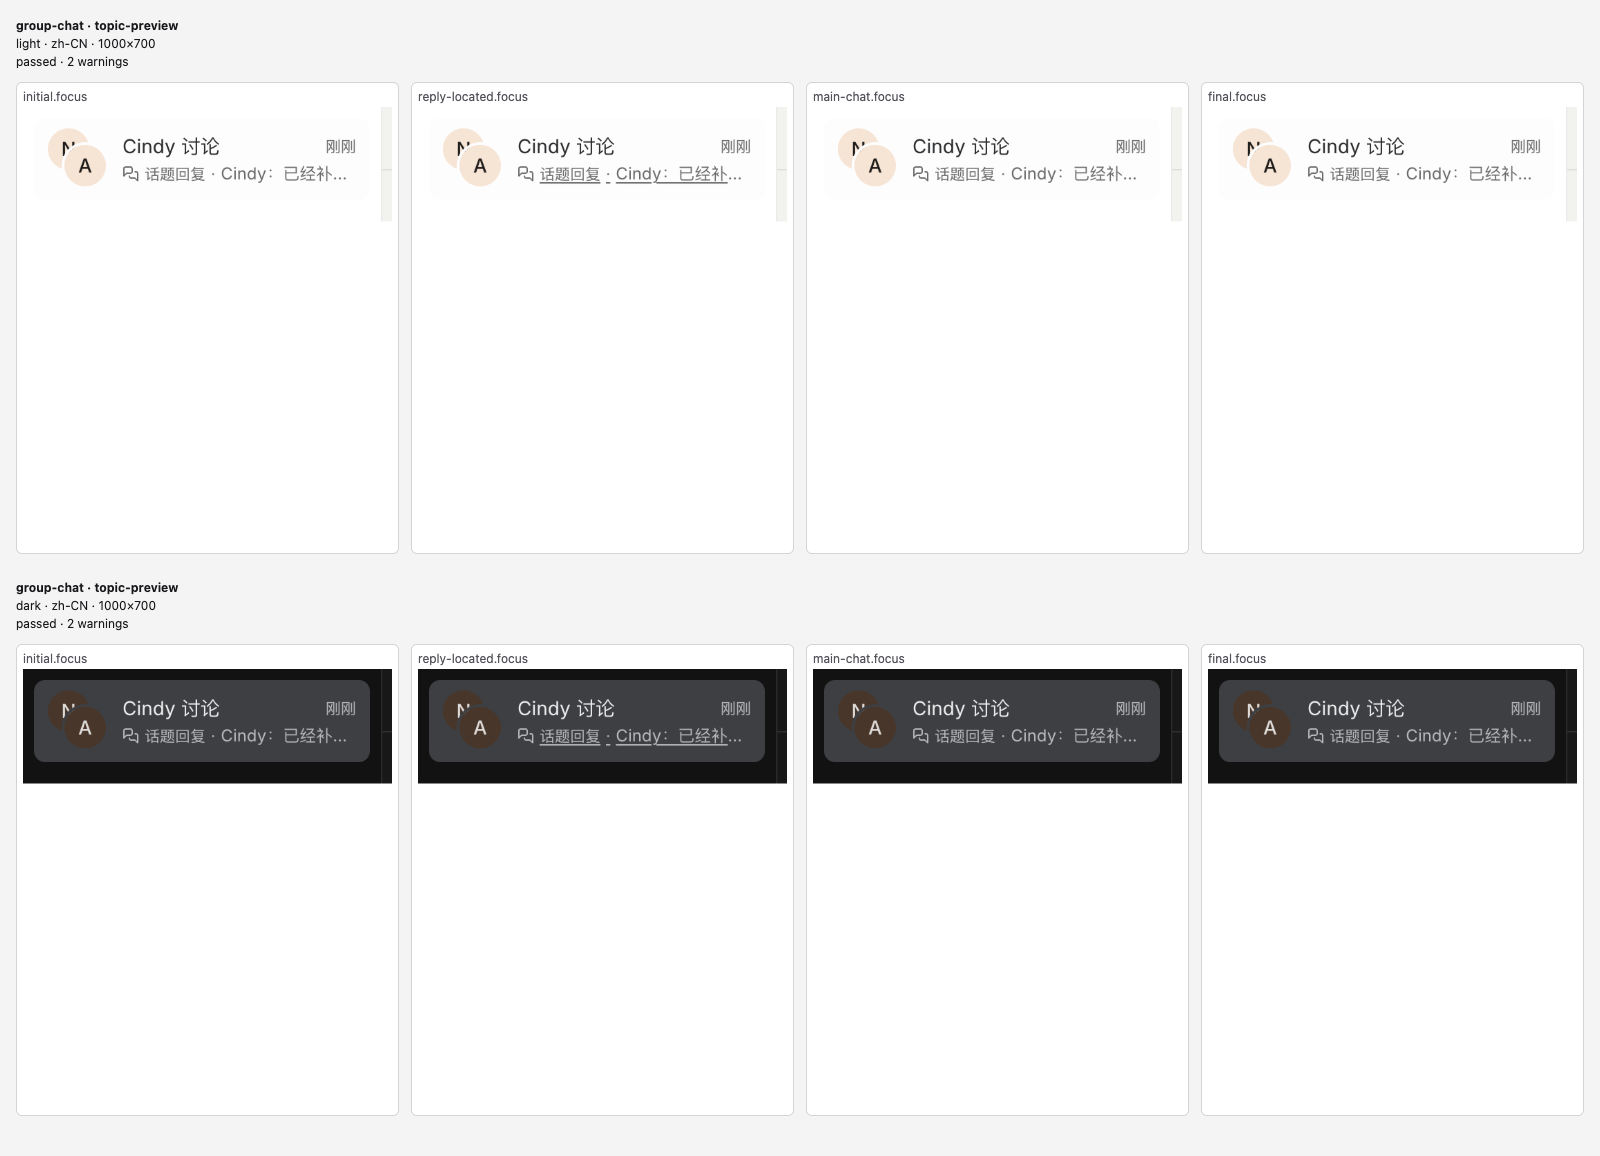 group-chat · topic-preview
light · zh-CN · 1000×700
passed · 2 warnings
initial.focus
N
A
Cindy 讨论
刚刚
话题回复 · Cindy：已经补...
reply-located.focus
N
A
Cindy 讨论
刚刚
话题回复 · Cindy：已经补...
main-chat.focus
N
A
Cindy 讨论
刚刚
话题回复 · Cindy：已经补...
final.focus
N
A
Cindy 讨论
刚刚
话题回复 · Cindy：已经补...
group-chat · topic-preview
dark · zh-CN · 1000×700
passed · 2 warnings
initial.focus
N
A
Cindy 讨论
刚刚
话题回复 · Cindy：已经补...
reply-located.focus
N
A
Cindy 讨论
刚刚
话题回复 · Cindy：已经补...
main-chat.focus
N
A
Cindy 讨论
刚刚
话题回复 · Cindy：已经补...
final.focus
N
A
Cindy 讨论
刚刚
话题回复 · Cindy：已经补...